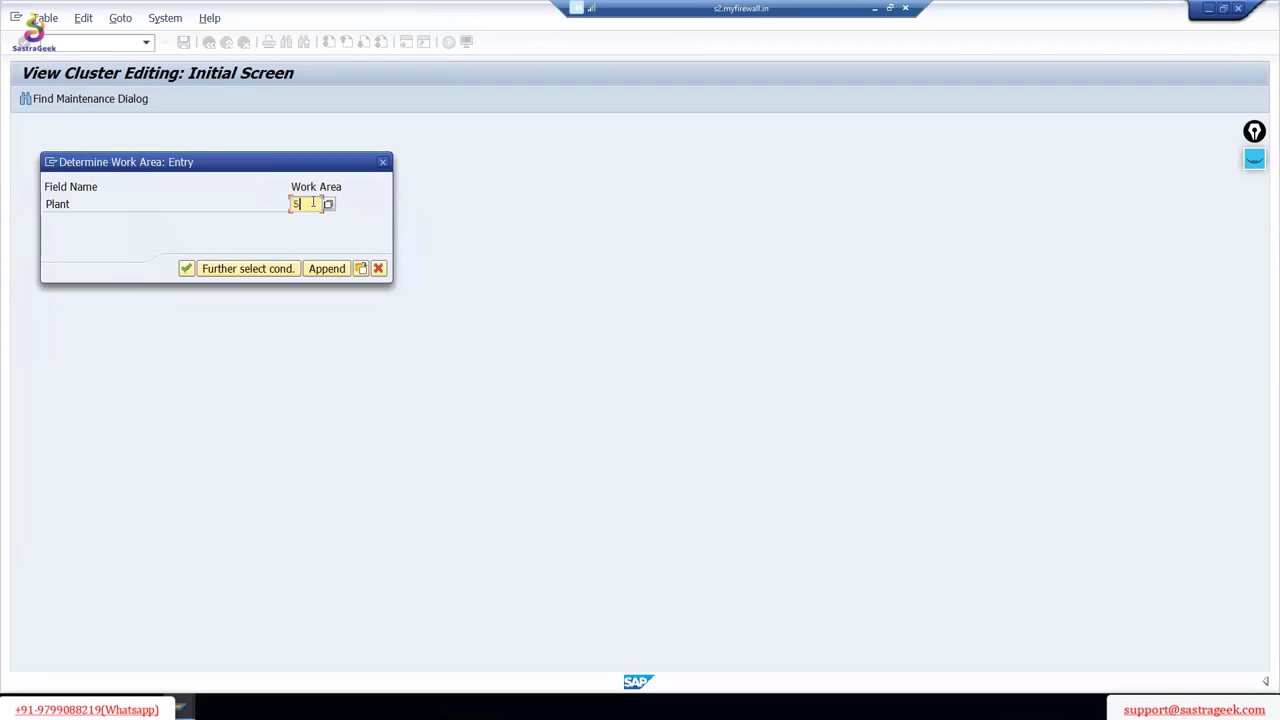 s2.myfirewall.in
Table Edit Goto System Help
SASTRAGEEK
View Cluster Editing: Initial Screen
Find Maintenance Dialog
Determine Work Area: Entry
Field Name Work Area
Plant 5
Further select cond. Append
SAP
+91-9799088219(Whatsapp)
support@sastrageek.com